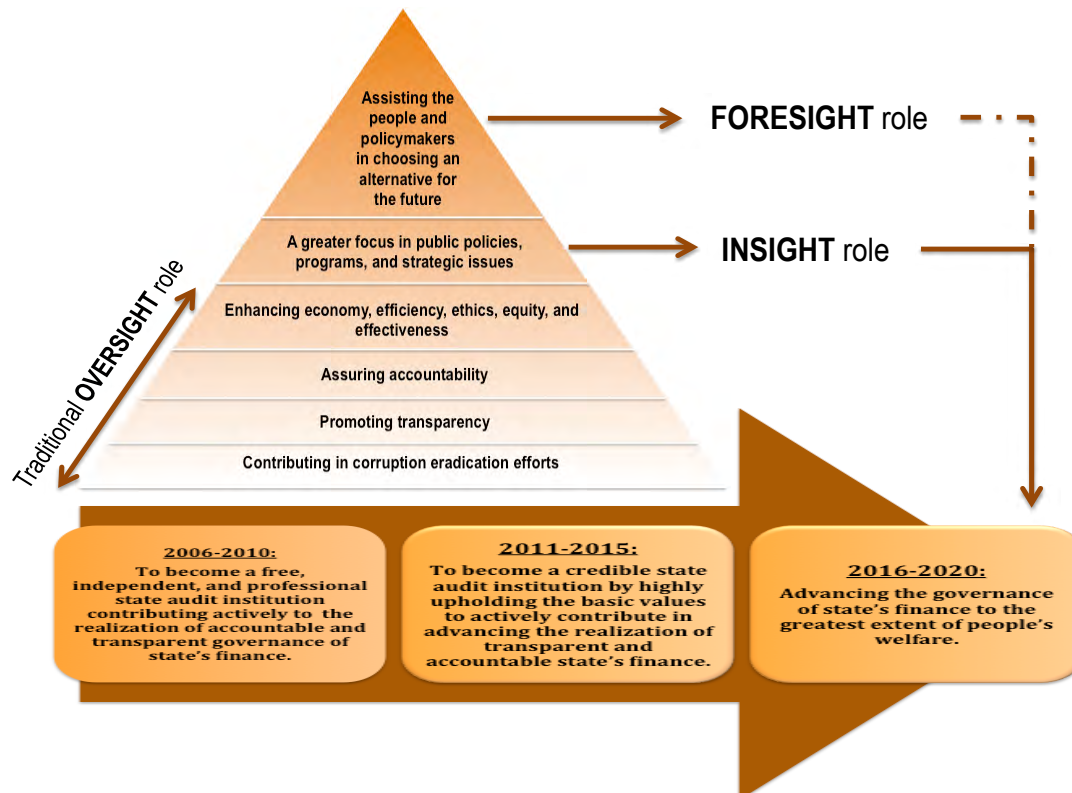 Assisting the
people and
policymakers
in choosing an
alternative for
the future
FORESIGHT role
A greater focus in public policies,
programs, and strategic issues
INSIGHT role
Enhancing economy, efficiency, ethics, equity, and
effectiveness
Assuring accountability
Promoting transparency
Contributing in corruption eradication efforts
Traditional OVERSIGHT role
2006-2010:
To become a free,
independent, and professional
state audit institution
contributing actively to the
realization of accountable and
transparent governance of
state's finance.
2011-2015:
To become a credible state
audit institution by highly
upholding the basic values
to actively contribute in
advancing the realization of
transparent and
accountable state's finance.
2016-2020:
Advancing the governance
of state's finance to the
greatest extent of people's
welfare.